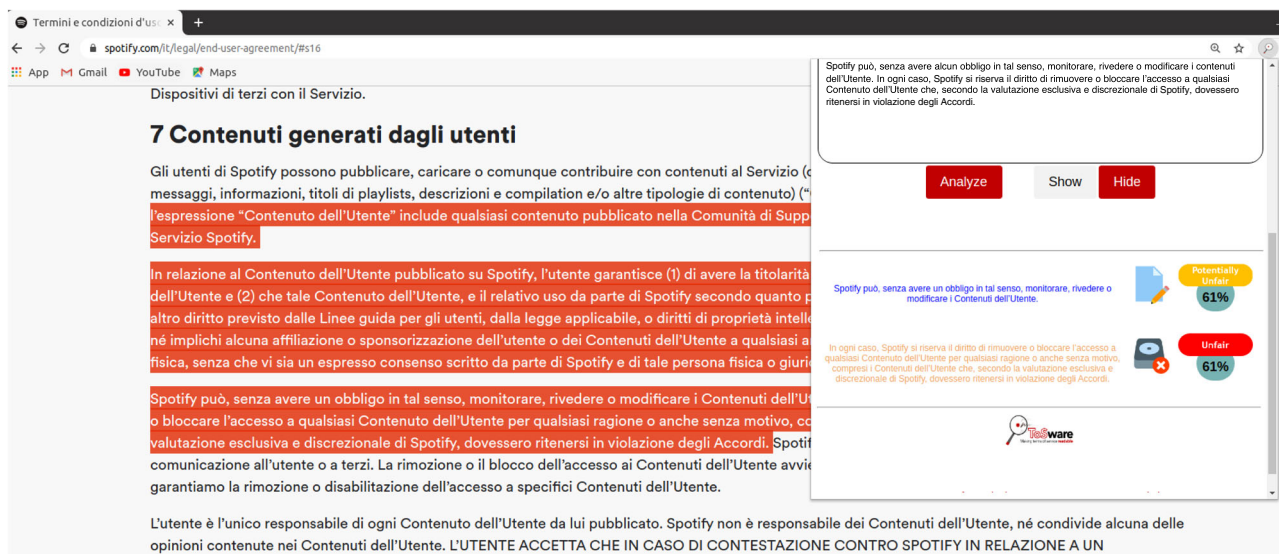 Termini e condizioni d'uso
spotify.com/it/legal/end-user-agreement/#s16
App Gmail YouTube Maps
Dispositivi di terzi con il Servizio.
7 Contenuti generati dagli utenti
Gli utenti di Spotify possono pubblicare, caricare o comunque contribuire con contenuti al Servizio (
messaggi, informazioni, titoli di playlists, descrizioni e compilation e/o altre tipologie di contenuto) ("
l'espressione "Contenuto dell'Utente" include qualsiasi contenuto pubblicato nella Comunità di Supp
Servizio Spotify.
In relazione al Contenuto dell'Utente pubblicato su Spotify, l'utente garantisce (1) di avere la titolarità
dell'Utente e (2) che tale Contenuto dell'Utente, e il relativo uso da parte di Spotify secondo quanto p
altro diritto previsto dalle Linee guida per gli utenti, dalla legge applicabile, o diritti di proprietà intelle
né implichi alcuna affiliazione o sponsorizzazione dell'utente o dei Contenuti dell'Utente a qualsiasi a
fisica, senza che vi sia un espresso consenso scritto da parte di Spotify e di tale persona fisica o giuri
Spotify può, senza avere un obbligo in tal senso, monitorare, rivedere o modificare i Contenuti dell'Ut
o bloccare l'accesso a qualsiasi Contenuto dell'Utente per qualsiasi ragione o anche senza motivo, co
valutazione esclusiva e discrezionale di Spotify, dovessero ritenersi in violazione degli Accordi. Spotif
comunicazione all'utente o a terzi. La rimozione o il blocco dell'accesso ai Contenuti dell'Utente avvie
garantiamo la rimozione o disabilitazione dell'accesso a specifici Contenuti dell'Utente.
L'utente è l'unico responsabile di ogni Contenuto dell'Utente da lui pubblicato. Spotify non è responsabile dei Contenuti dell'Utente, né condivide alcuna delle
opinioni contenute nei Contenuti dell'Utente. L'UTENTE ACCETTA CHE IN CASO DI CONTESTAZIONE CONTRO SPOTIFY IN RELAZIONE A UN
Spotify può, senza avere alcun obbligo in tal senso, monitorare, rivedere o modificare i contenuti
dell'Utente. In ogni caso, Spotify si riserva il diritto di rimuovere o bloccare l'accesso a qualsiasi
Contenuto dell'Utente che, secondo la valutazione esclusiva e discrezionale di Spotify, dovessero
ritenersi in violazione degli Accordi.
Analyze Show Hide
Spotify può, senza avere un obbligo in tal senso, monitorare, rivedere o
modificare i Contenuti dell'Utente.
Potentially
Unfair
61%
In ogni caso, Spotify si riserva il diritto di rimuovere o bloccare l'accesso a
qualsiasi Contenuto dell'Utente per qualsiasi ragione o anche senza motivo,
compresi i Contenuti dell'Utente che, secondo la valutazione esclusiva e
discrezionale di Spotify, dovessero ritenersi in violazione degli Accordi.
Unfair
61%
ToSware